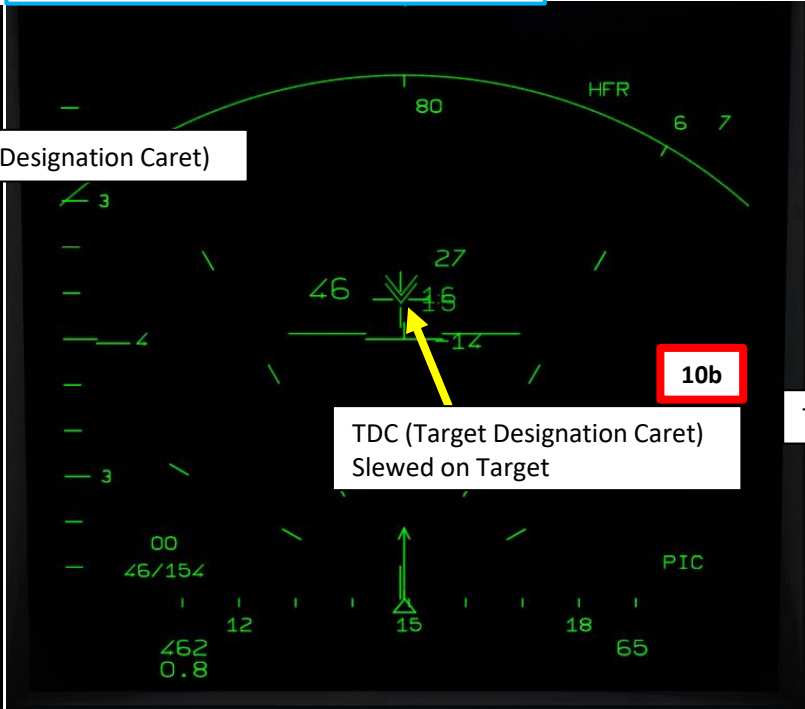 HFR
80
6 7
Designation Caret)
3
27
46
14
4
10b
TDC (Target Designation Caret)
Slewed on Target
3
00
46/154
PIC
12
15
18
462
65
0.8